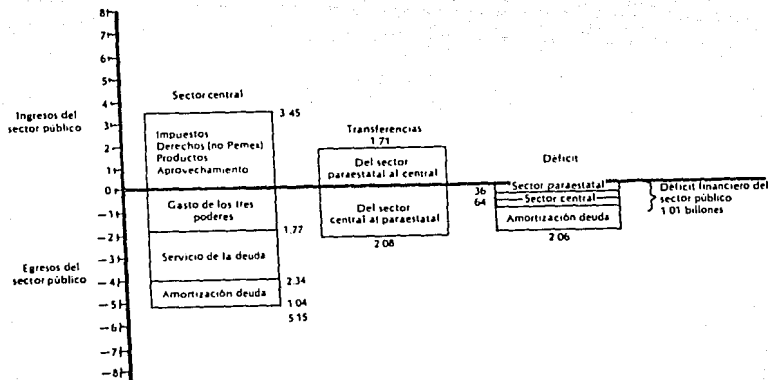 8
7
6
5
4
3
2
1
0
−1
−2
−3
−4
−5
−6
−7
−8
Ingresos del
sector público
Egresos del
sector público
Sector central
3 45
Impuestos
Derechos (no Pemex)
Productos
Aprovechamiento
Gasto de los tres
poderes
1.77
Servicio de la deuda
2 34
Amortización deuda
1 04
5 15
Transferencias
1 71
Del sector
paraestatal al central
Del sector
central al paraestatal
2 08
Déficit
Sector paraestatal
36
Sector central
64
Amortización deuda
2 06
Déficit financiero del
sector público
1 01 billones